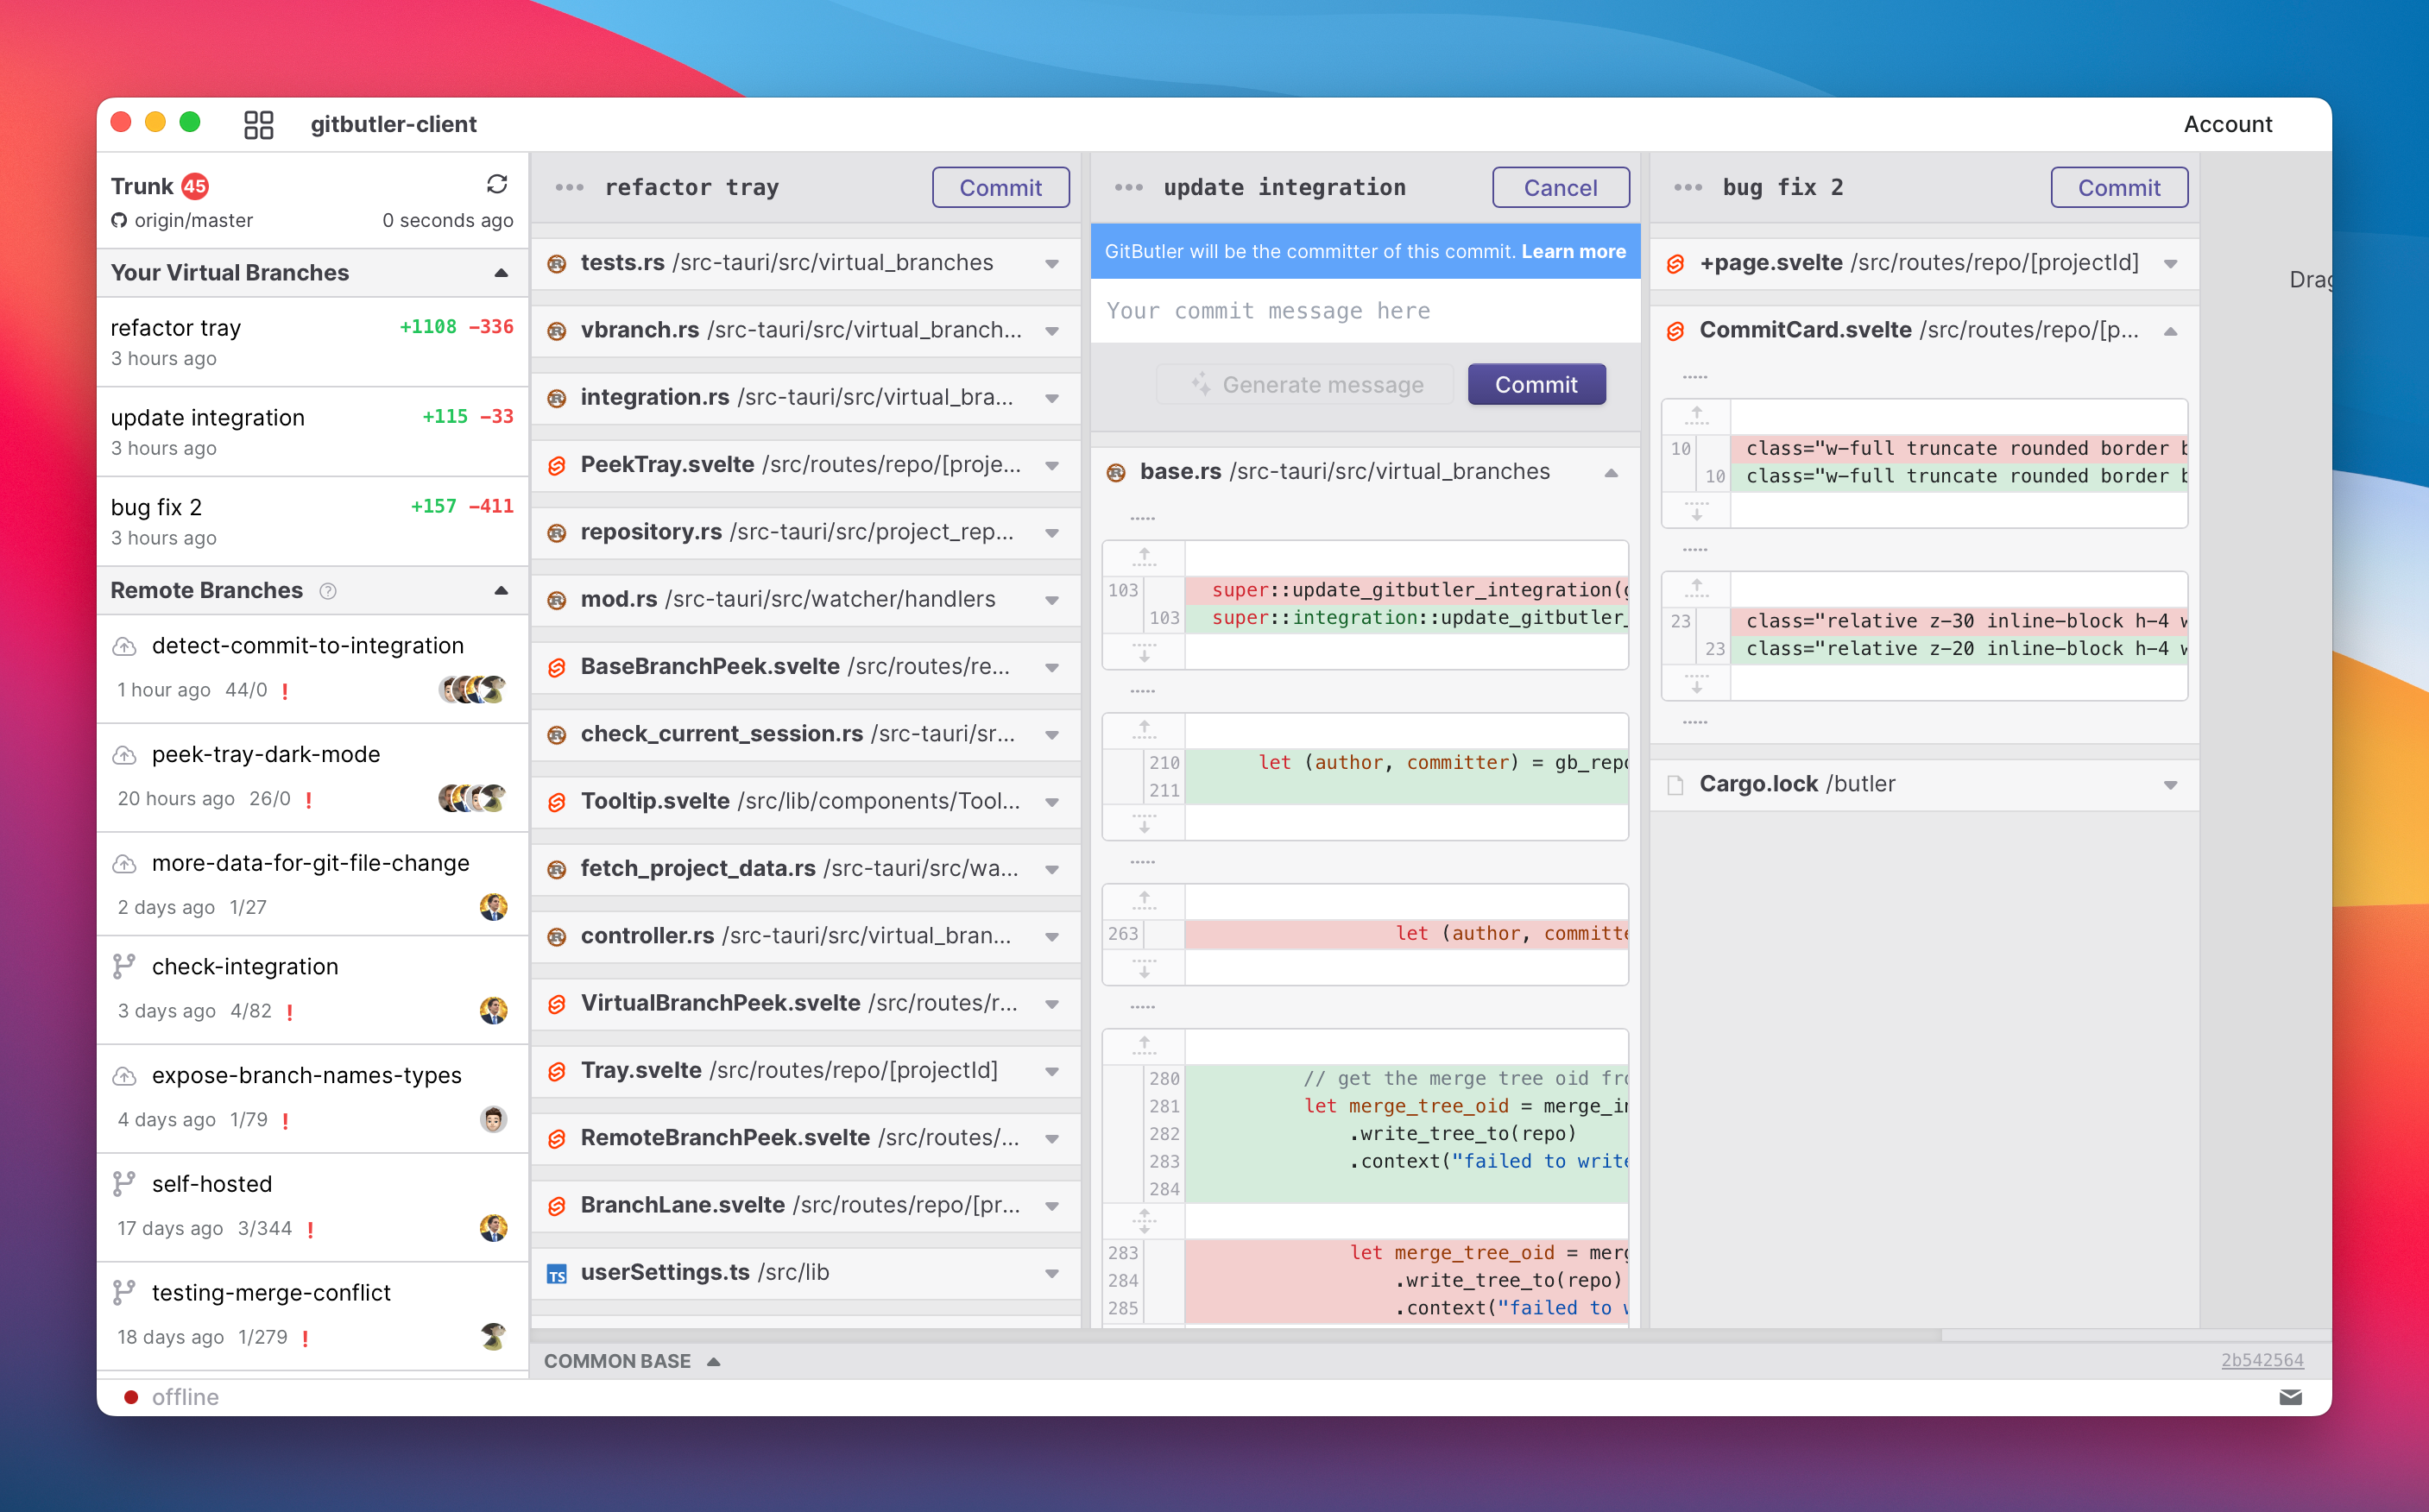 gitbutler-client
Account
Trunk 45
origin/master 0 seconds ago
Your Virtual Branches
refactor tray +1108 −336
3 hours ago
update integration +115 −33
3 hours ago
bug fix 2 +157 −411
3 hours ago
Remote Branches ?
detect-commit-to-integration
1 hour ago 44/0 !
peek-tray-dark-mode
20 hours ago 26/0 !
more-data-for-git-file-change
2 days ago 1/27
check-integration
3 days ago 4/82 !
expose-branch-names-types
4 days ago 1/79 !
self-hosted
17 days ago 3/344 !
testing-merge-conflict
18 days ago 1/279 !
offline
refactor tray Commit
tests.rs /src-tauri/src/virtual_branches
vbranch.rs /src-tauri/src/virtual_branch...
integration.rs /src-tauri/src/virtual_bra...
PeekTray.svelte /src/routes/repo/[proje...
repository.rs /src-tauri/src/project_rep...
mod.rs /src-tauri/src/watcher/handlers
BaseBranchPeek.svelte /src/routes/re...
check_current_session.rs /src-tauri/sr...
Tooltip.svelte /src/lib/components/Tool...
fetch_project_data.rs /src-tauri/src/wa...
controller.rs /src-tauri/src/virtual_bran...
VirtualBranchPeek.svelte /src/routes/r...
Tray.svelte /src/routes/repo/[projectId]
RemoteBranchPeek.svelte /src/routes/...
BranchLane.svelte /src/routes/repo/[pr...
TS userSettings.ts /src/lib
update integration Cancel
GitButler will be the committer of this commit. Learn more
Your commit message here
Generate message Commit
base.rs /src-tauri/src/virtual_branches
103 super::update_gitbutler_integration(g
103 super::integration::update_gitbutler_
210 let (author, committer) = gb_repo
211
263 let (author, committe
280 // get the merge tree oid fro
281 let merge_tree_oid = merge_in
282 .write_tree_to(repo)
283 .context("failed to write
284
283 let merge_tree_oid = merg
284 .write_tree_to(repo)
285 .context("failed to w
bug fix 2 Commit
+page.svelte /src/routes/repo/[projectId]
CommitCard.svelte /src/routes/repo/[p...
10 class="w-full truncate rounded border b
10 class="w-full truncate rounded border b
23 class="relative z-30 inline-block h-4 w
23 class="relative z-20 inline-block h-4 w
Cargo.lock /butler
Drag
COMMON BASE 2b542564